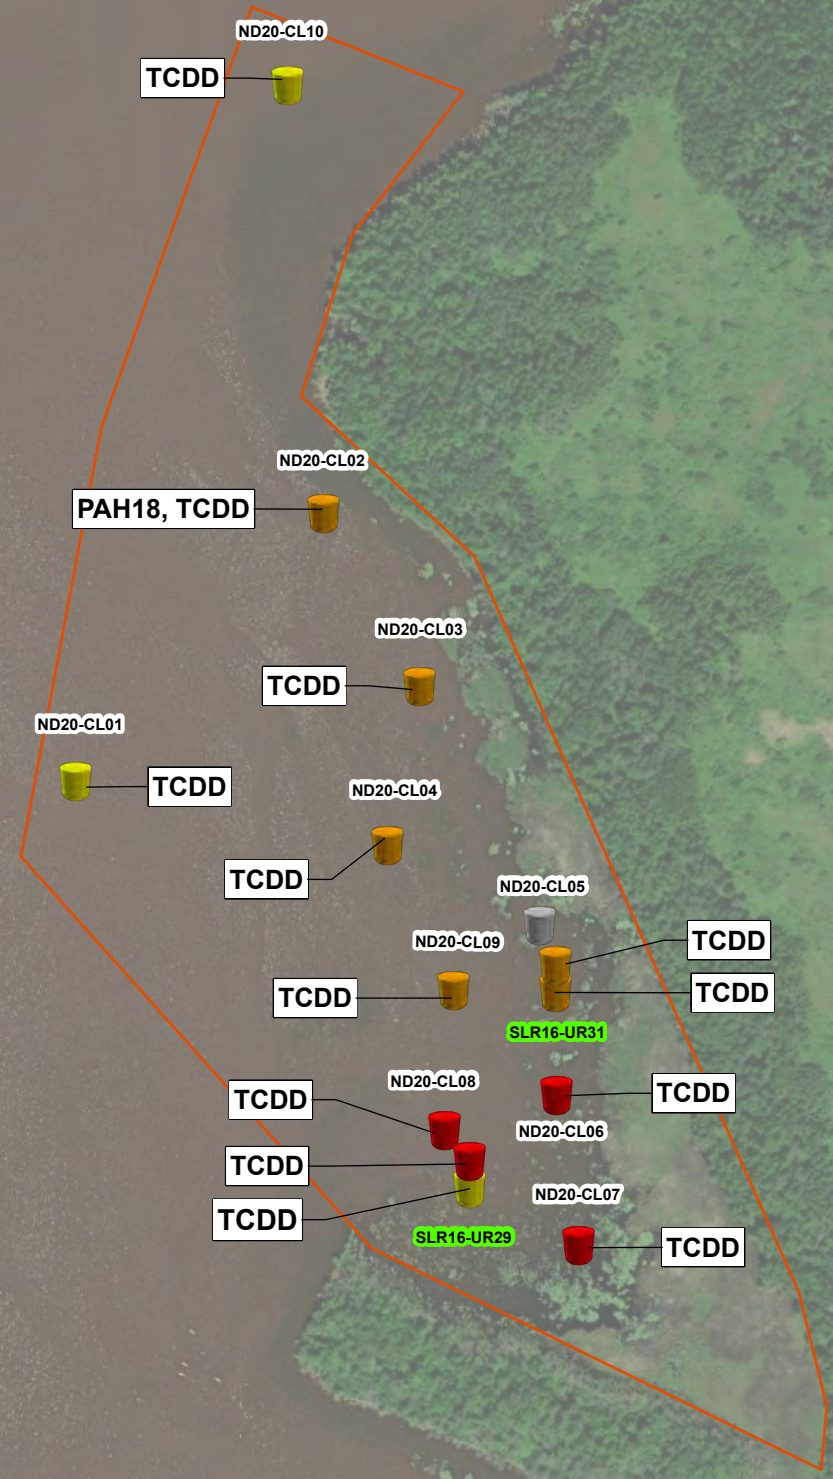 ND20-CL10
TCDD
ND20-CL02
PAH18, TCDD
ND20-CL03
TCDD
ND20-CL01
TCDD
ND20-CL04
TCDD
ND20-CL05
TCDD
ND20-CL09
TCDD
TCDD
SLR16-UR31
ND20-CL08
TCDD
TCDD
ND20-CL06
TCDD
ND20-CL07
TCDD
SLR16-UR29
TCDD